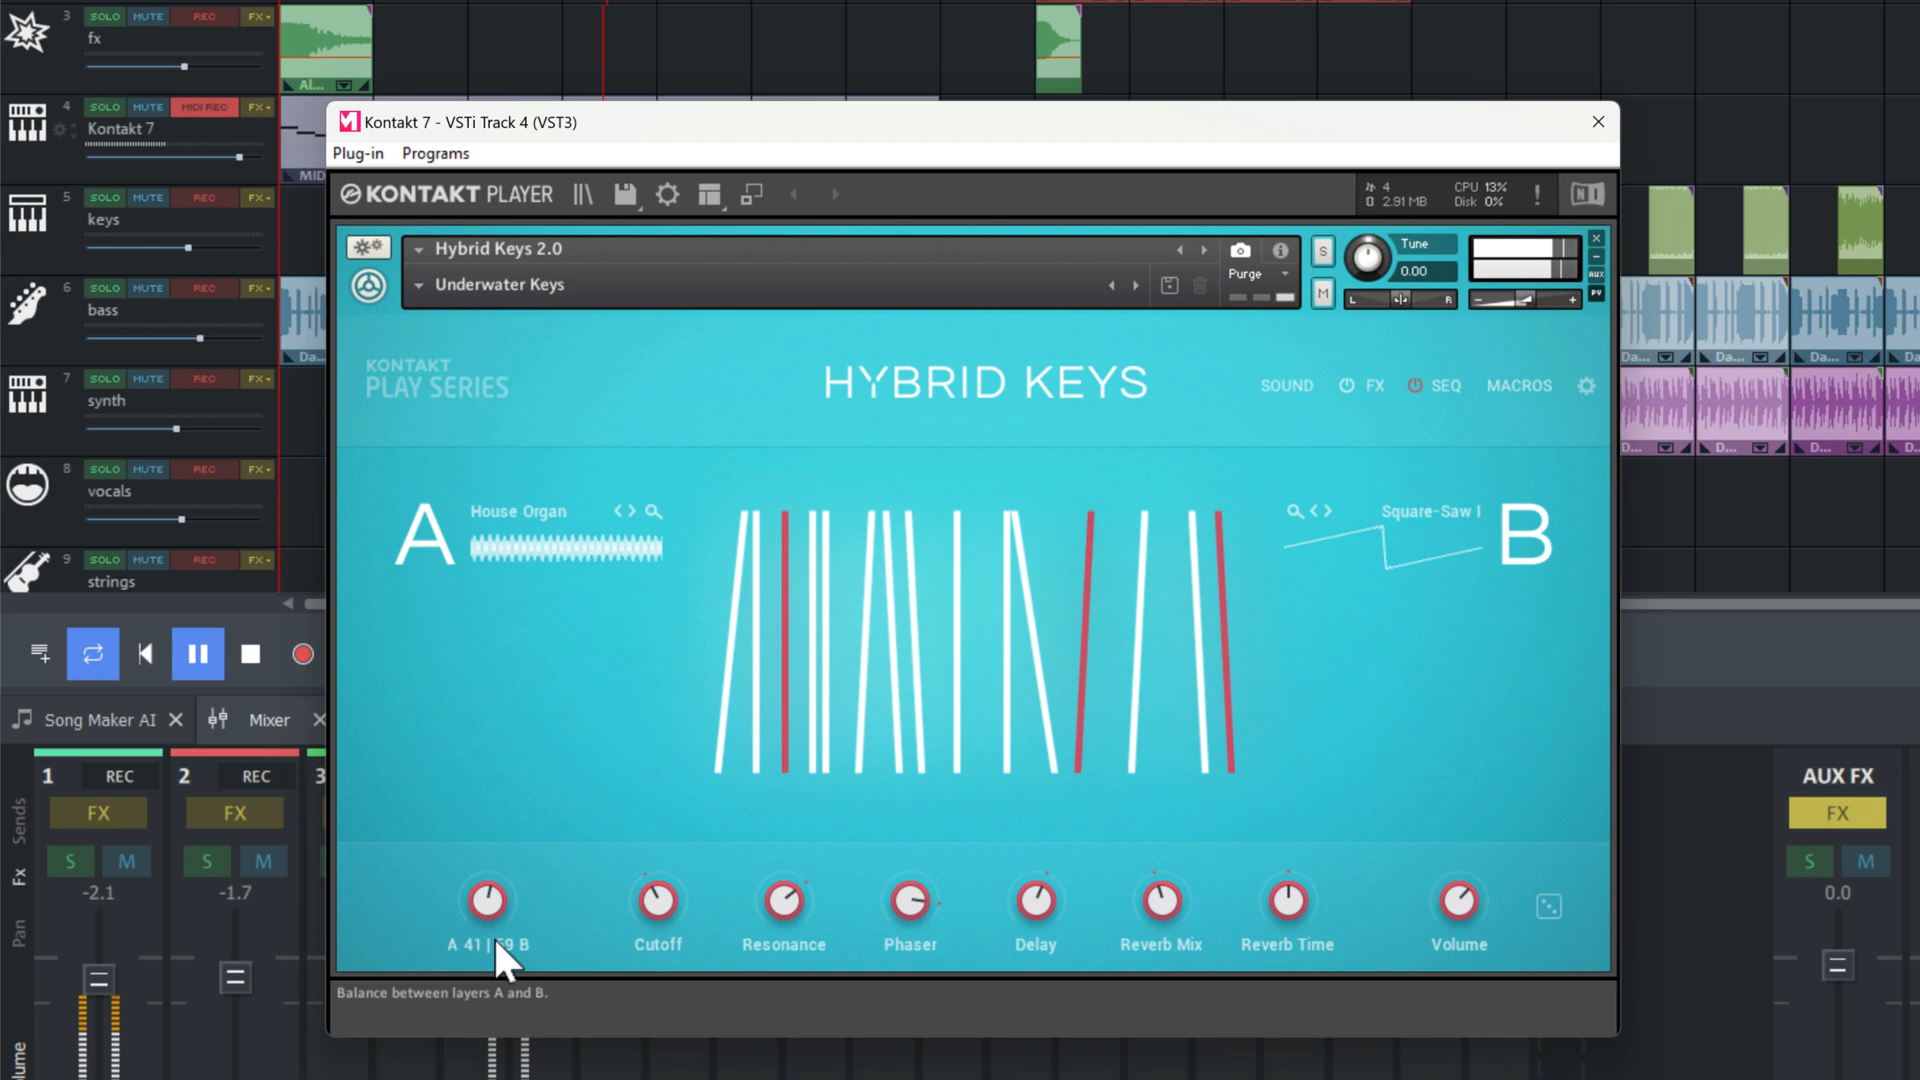 3 SOLO MUTE REC FX
fx
Al...
4 SOLO MUTE MIDI REC FX
Kontakt 7
MID
5 SOLO MUTE REC FX
keys
6 SOLO MUTE REC FX
bass
Da...
7 SOLO MUTE REC FX
synth
8 SOLO MUTE REC FX
vocals
9 SOLO MUTE REC FX
strings
Kontakt 7 - VSTi Track 4 (VST3)
Plug-in Programs
KONTAKT PLAYER
4
2.91 MB
CPU 13%
Disk 0%
!
Hybrid Keys 2.0
Underwater Keys
Purge
S
M
Tune
0.00
L R
- +
AUX
PV
KONTAKT
PLAY SERIES
HYBRID KEYS
SOUND FX SEQ MACROS
A House Organ
Square-Saw I B
Cutoff Resonance Phaser Delay Reverb Mix Reverb Time Volume
Balance between layers A and B.
Da... Da... Da... Da
D... D... D... D..
Song Maker AI
Mixer
1 REC
FX
S M
-2.1
2 REC
FX
S M
-1.7
3
Sends
Fx
Pan
AUX FX
FX
S M
0.0